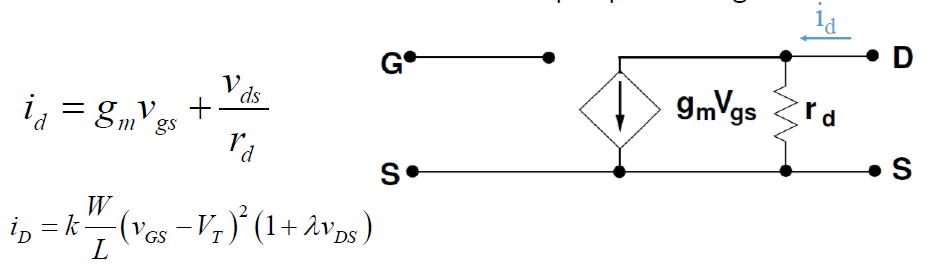 i_d
G
D
i_d = g_m v_gs + v_ds / r_d
g_mV_gs
r_d
S
S
i_D = k W/L (v_GS − V_T)^2 (1 + λv_DS)